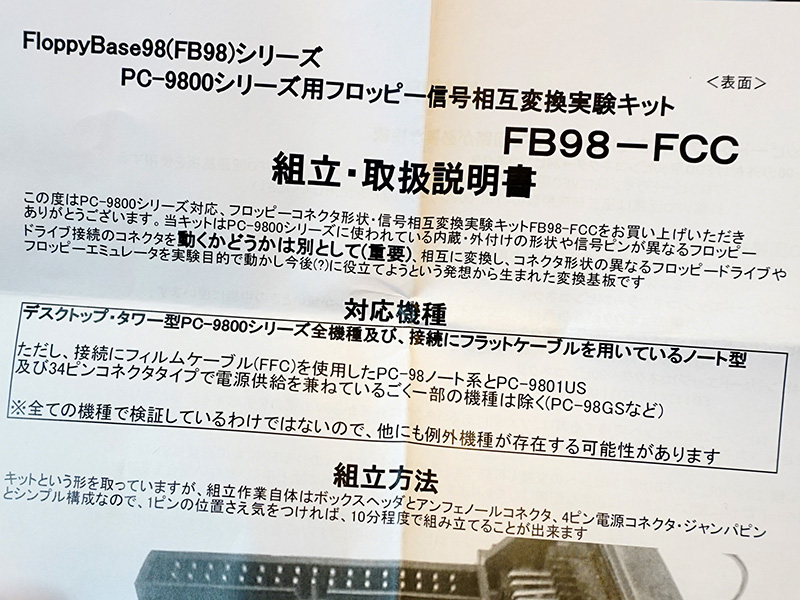 FloppyBase98(FB98)シリーズ
PC-9800シリーズ用フロッピー信号相互変換実験キット
<表面>
FB98-FCC
組立・取扱説明書
この度はPC-9800シリーズ対応、フロッピーコネクタ形状・信号相互変換実験キットFB98-FCCをお買い上げいただき
ありがとうございます。当キットはPC-9800シリーズに使われている内蔵・外付けの形状や信号ピンが異なるフロッピー
ドライブ接続のコネクタを動くかどうかは別として(重要)、相互に変換し、コネクタ形状の異なるフロッピードライブや
フロッピーエミュレータを実験目的で動かし今後(?)に役立てようという発想から生まれた変換基板です
対応機種
デスクトップ・タワー型PC-9800シリーズ全機種及び、接続にフラットケーブルを用いているノート型
ただし、接続にフィルムケーブル(FFC)を使用したPC-98ノート系とPC-9801US
及び34ピンコネクタタイプで電源供給を兼ねているごく一部の機種は除く(PC-98GSなど)
※全ての機種で検証しているわけではないので、他にも例外機種が存在する可能性があります
組立方法
キットという形を取っていますが、組立作業自体はボックスヘッダとアンフェノールコネクタ、4ピン電源コネクタ・ジャンパピン
とシンプル構成なので、1ピンの位置さえ気をつければ、10分程度で組み立てることが出来ます